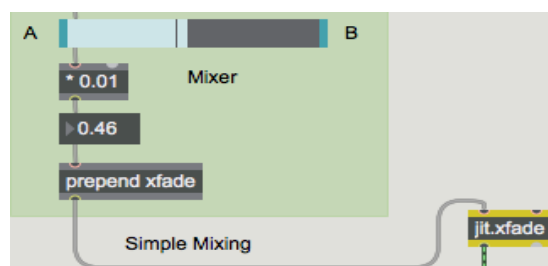 A B
* 0.01
Mixer
0.46
prepend xfade
Simple Mixing
jit.xfade